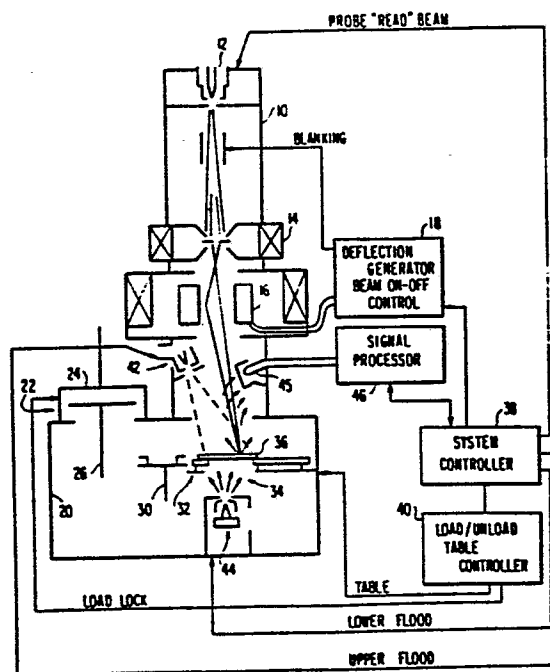 PROBE "READ" BEAM
12
10
BLANKING
14
18
DEFLECTION
GENERATOR
BEAM ON-OFF
CONTROL
16
SIGNAL
PROCESSOR
42
45
46
24
22
36
38
SYSTEM
CONTROLLER
26
20
30
32
34
40
LOAD/UNLOAD
TABLE
CONTROLLER
44
TABLE
LOAD LOCK
LOWER FLOOD
UPPER FLOOD